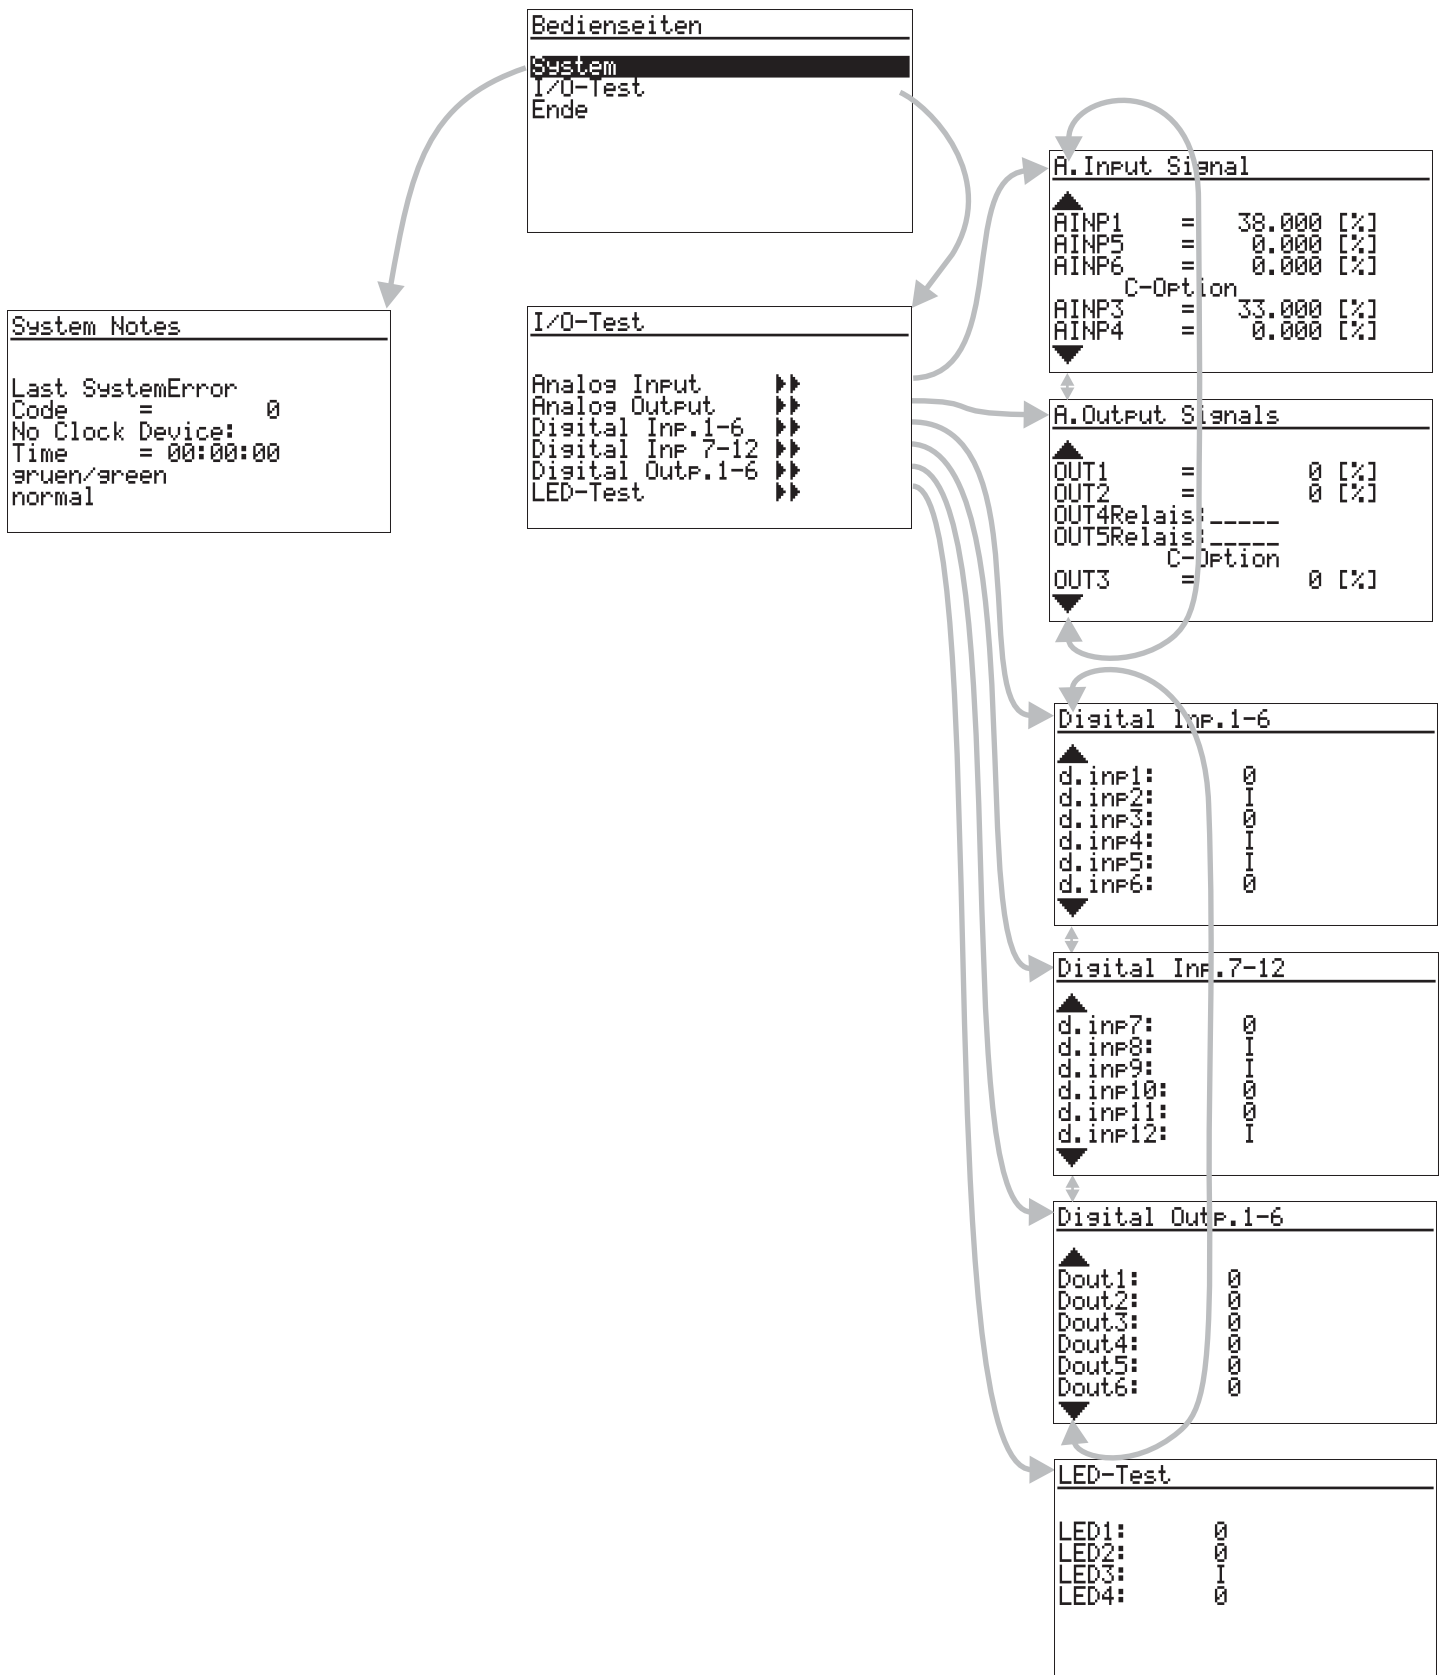 Bedienseiten
System
I/O-Test
Ende
System Notes
Last SystemError
Code = 0
No Clock Device:
Time = 00:00:00
gruen/green
normal
I/O-Test
Analog Input
Analog Output
Digital Inp.1-6
Digital Inp 7-12
Digital Outp.1-6
LED-Test
A.Input Signal
AINP1 = 38.000 [%]
AINP5 = 0.000 [%]
AINP6 = 0.000 [%]
C-Option
AINP3 = 33.000 [%]
AINP4 = 0.000 [%]
A.Output Signals
OUT1 = 0 [%]
OUT2 = 0 [%]
OUT4Relais:_____
OUT5Relais:_____
C-Option
OUT3 = 0 [%]
Digital Inp.1-6
d.inp1: 0
d.inp2: I
d.inp3: 0
d.inp4: I
d.inp5: I
d.inp6: 0
Digital Inp.7-12
d.inp7: 0
d.inp8: I
d.inp9: I
d.inp10: 0
d.inp11: 0
d.inp12: I
Digital Outp.1-6
Dout1: 0
Dout2: 0
Dout3: 0
Dout4: 0
Dout5: 0
Dout6: 0
LED-Test
LED1: 0
LED2: 0
LED3: I
LED4: 0